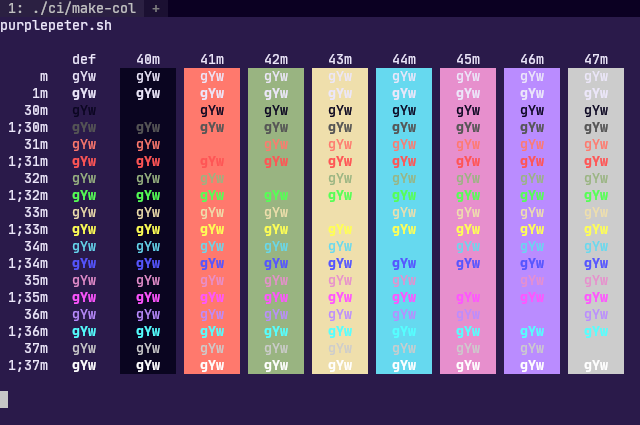 1: ./ci/make-col +
purplepeter.sh
def 40m 41m 42m 43m 44m 45m 46m 47m
m gYw gYw gYw gYw gYw gYw gYw gYw gYw
1m gYw gYw gYw gYw gYw gYw gYw gYw gYw
30m gYw gYw gYw gYw gYw gYw gYw gYw
1;30m gYw gYw gYw gYw gYw gYw gYw gYw gYw
31m gYw gYw gYw gYw gYw gYw gYw gYw
1;31m gYw gYw gYw gYw gYw gYw gYw gYw gYw
32m gYw gYw gYw gYw gYw gYw gYw gYw
1;32m gYw gYw gYw gYw gYw gYw gYw gYw gYw
33m gYw gYw gYw gYw gYw gYw gYw gYw
1;33m gYw gYw gYw gYw gYw gYw gYw gYw gYw
34m gYw gYw gYw gYw gYw gYw gYw gYw
1;34m gYw gYw gYw gYw gYw gYw gYw gYw gYw
35m gYw gYw gYw gYw gYw gYw gYw gYw
1;35m gYw gYw gYw gYw gYw gYw gYw gYw gYw
36m gYw gYw gYw gYw gYw gYw gYw gYw
1;36m gYw gYw gYw gYw gYw gYw gYw gYw gYw
37m gYw gYw gYw gYw gYw gYw gYw gYw
1;37m gYw gYw gYw gYw gYw gYw gYw gYw gYw